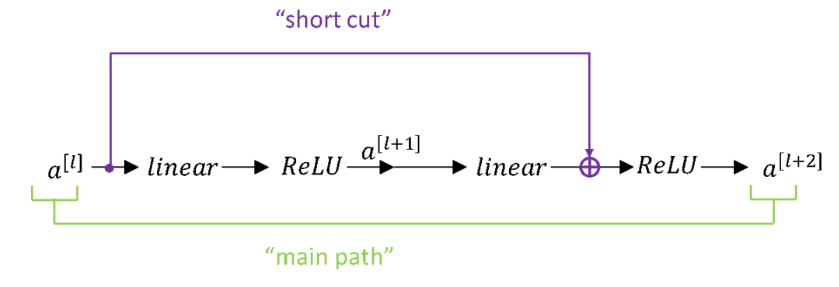 “short cut”
a^[l] linear ReLU a^[l+1] linear ReLU a^[l+2]
“main path”